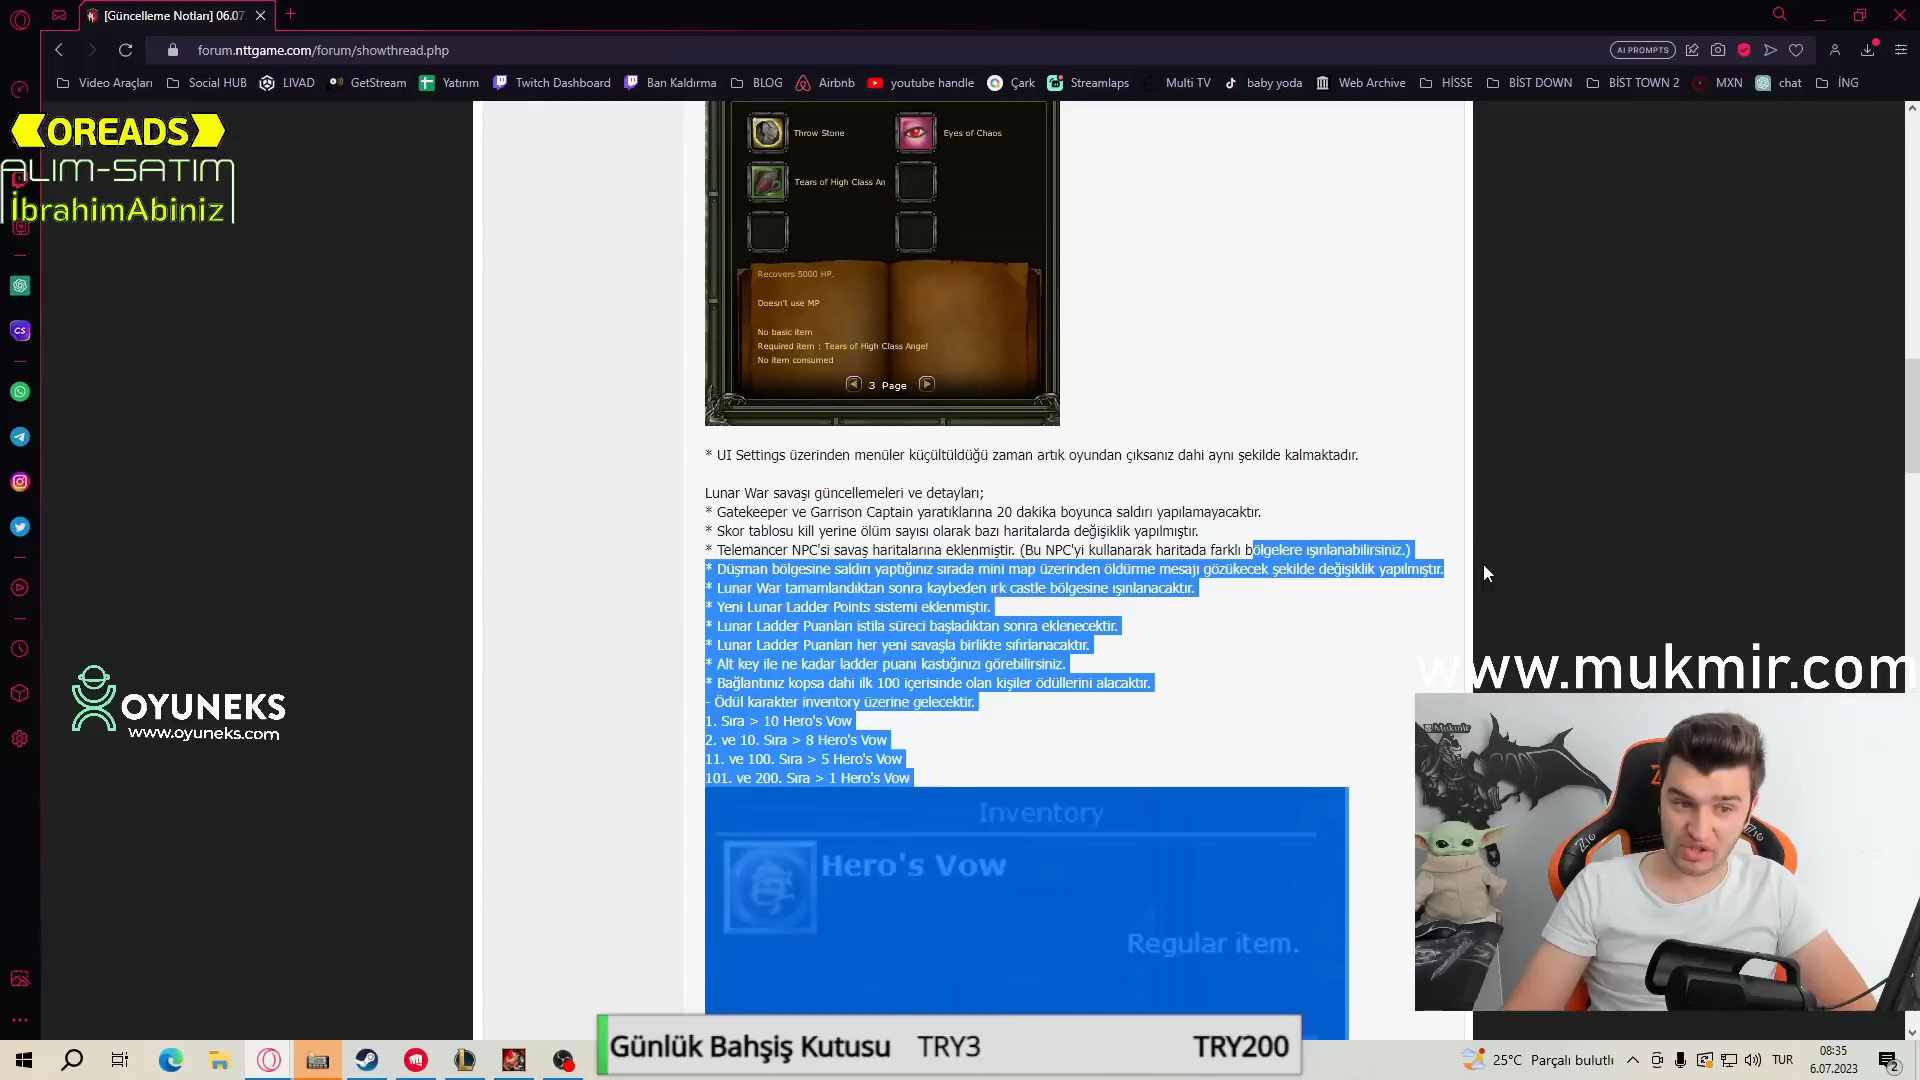 [Güncelleme Notları] 06.07
forum.nttgame.com/forum/showthread.php
AI PROMPTS
Video Araçları
Social HUB
LIVAD
GetStream
Yatırım
Twitch Dashboard
Ban Kaldırma
BLOG
Airbnb
youtube handle
Çark
Streamlaps
Multi TV
baby yoda
Web Archive
HİSSE
BİST DOWN
BİST TOWN 2
MXN
chat
İNG
OREADS
ALIM-SATIM
İbrahimAbiniz
CS
Throw Stone
Eyes of Chaos
Tears of High Class An
Recovers 5000 HP.
Doesn't use MP
No basic item
Required item : Tears of High Class Angel
No item consumed
3 Page
* UI Settings üzerinden menüler küçültüldüğü zaman artık oyundan çıksanız dahi aynı şekilde kalmaktadır.
Lunar War savaşı güncellemeleri ve detayları;
* Gatekeeper ve Garrison Captain yaratıklarına 20 dakika boyunca saldırı yapılamayacaktır.
* Skor tablosu kill yerine ölüm sayısı olarak bazı haritalarda değişiklik yapılmıştır.
* Telemancer NPC'si savaş haritalarına eklenmiştir. (Bu NPC'yi kullanarak haritada farklı bölgelere ışınlanabilirsiniz.)
* Düşman bölgesine saldırı yaptığınız sırada mini map üzerinden öldürme mesajı gözükecek şekilde değişiklik yapılmıştır.
* Lunar War tamamlandıktan sonra kaybeden ırk castle bölgesine ışınlanacaktır.
* Yeni Lunar Ladder Points sistemi eklenmiştir.
* Lunar Ladder Puanları istila süreci başladıktan sonra eklenecektir.
* Lunar Ladder Puanları her yeni savaşla birlikte sıfırlanacaktır.
* Alt key ile ne kadar ladder puanı kastığınızı görebilirsiniz.
* Bağlantınız kopsa dahi ilk 100 içerisinde olan kişiler ödüllerini alacaktır.
- Ödül karakter inventory üzerine gelecektir.
1. Sıra > 10 Hero's Vow
2. ve 10. Sıra > 8 Hero's Vow
11. ve 100. Sıra > 5 Hero's Vow
101. ve 200. Sıra > 1 Hero's Vow
Inventory
Hero's Vow
Regular item.
OYUNEKS
www.oyuneks.com
www.mukmir.com
Mukmir
Günlük Bahşiş Kutusu TRY3 TRY200
25°C Parçalı bulutlu
TUR
08:35
6.07.2023
2